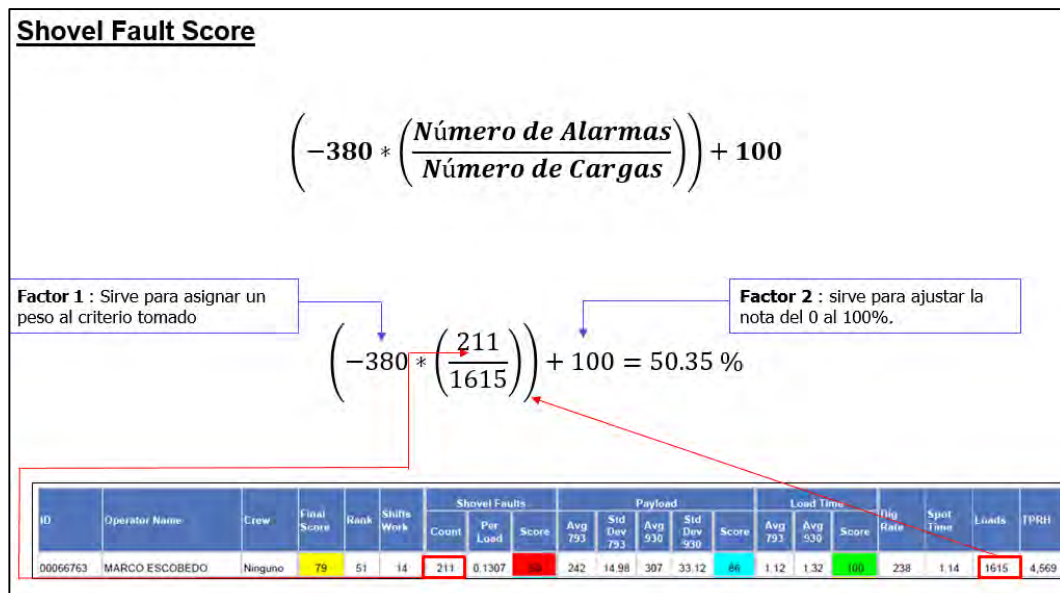 Shovel Fault Score
(−380 * (Número de Alarmas / Número de Cargas)) + 100
Factor 1 : Sirve para asignar un
peso al criterio tomado
Factor 2 : sirve para ajustar la
nota del 0 al 100%.
(−380 * (211 / 1615)) + 100 = 50.35 %
Shovel Faults Payload Load Time
ID Operator Name Crew Final Score Rank Shifts Work Count Per Load Score Avg 793 Std Dev 793 Avg 930 Std Dev 930 Score Avg 793 Avg 930 Score Dig Rate Spot Time Loads TPRH
00066763 MARCO ESCOBEDO Ninguno 79 51 14 211 0.1307 242 14.98 307 33.12 86 1.12 1.32 100 238 1.14 1615 4,569